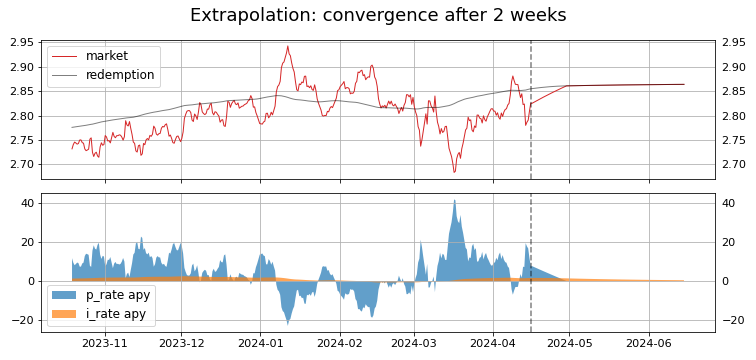 Extrapolation: convergence after 2 weeks
2.95 2.95
market
2.90 2.90
redemption
2.85 2.85
2.80 2.80
2.75 2.75
2.70 2.70
40 40
20 20
0 0
p_rate apy
i_rate apy
−20 −20
2023-11 2023-12 2024-01 2024-02 2024-03 2024-04 2024-05 2024-06